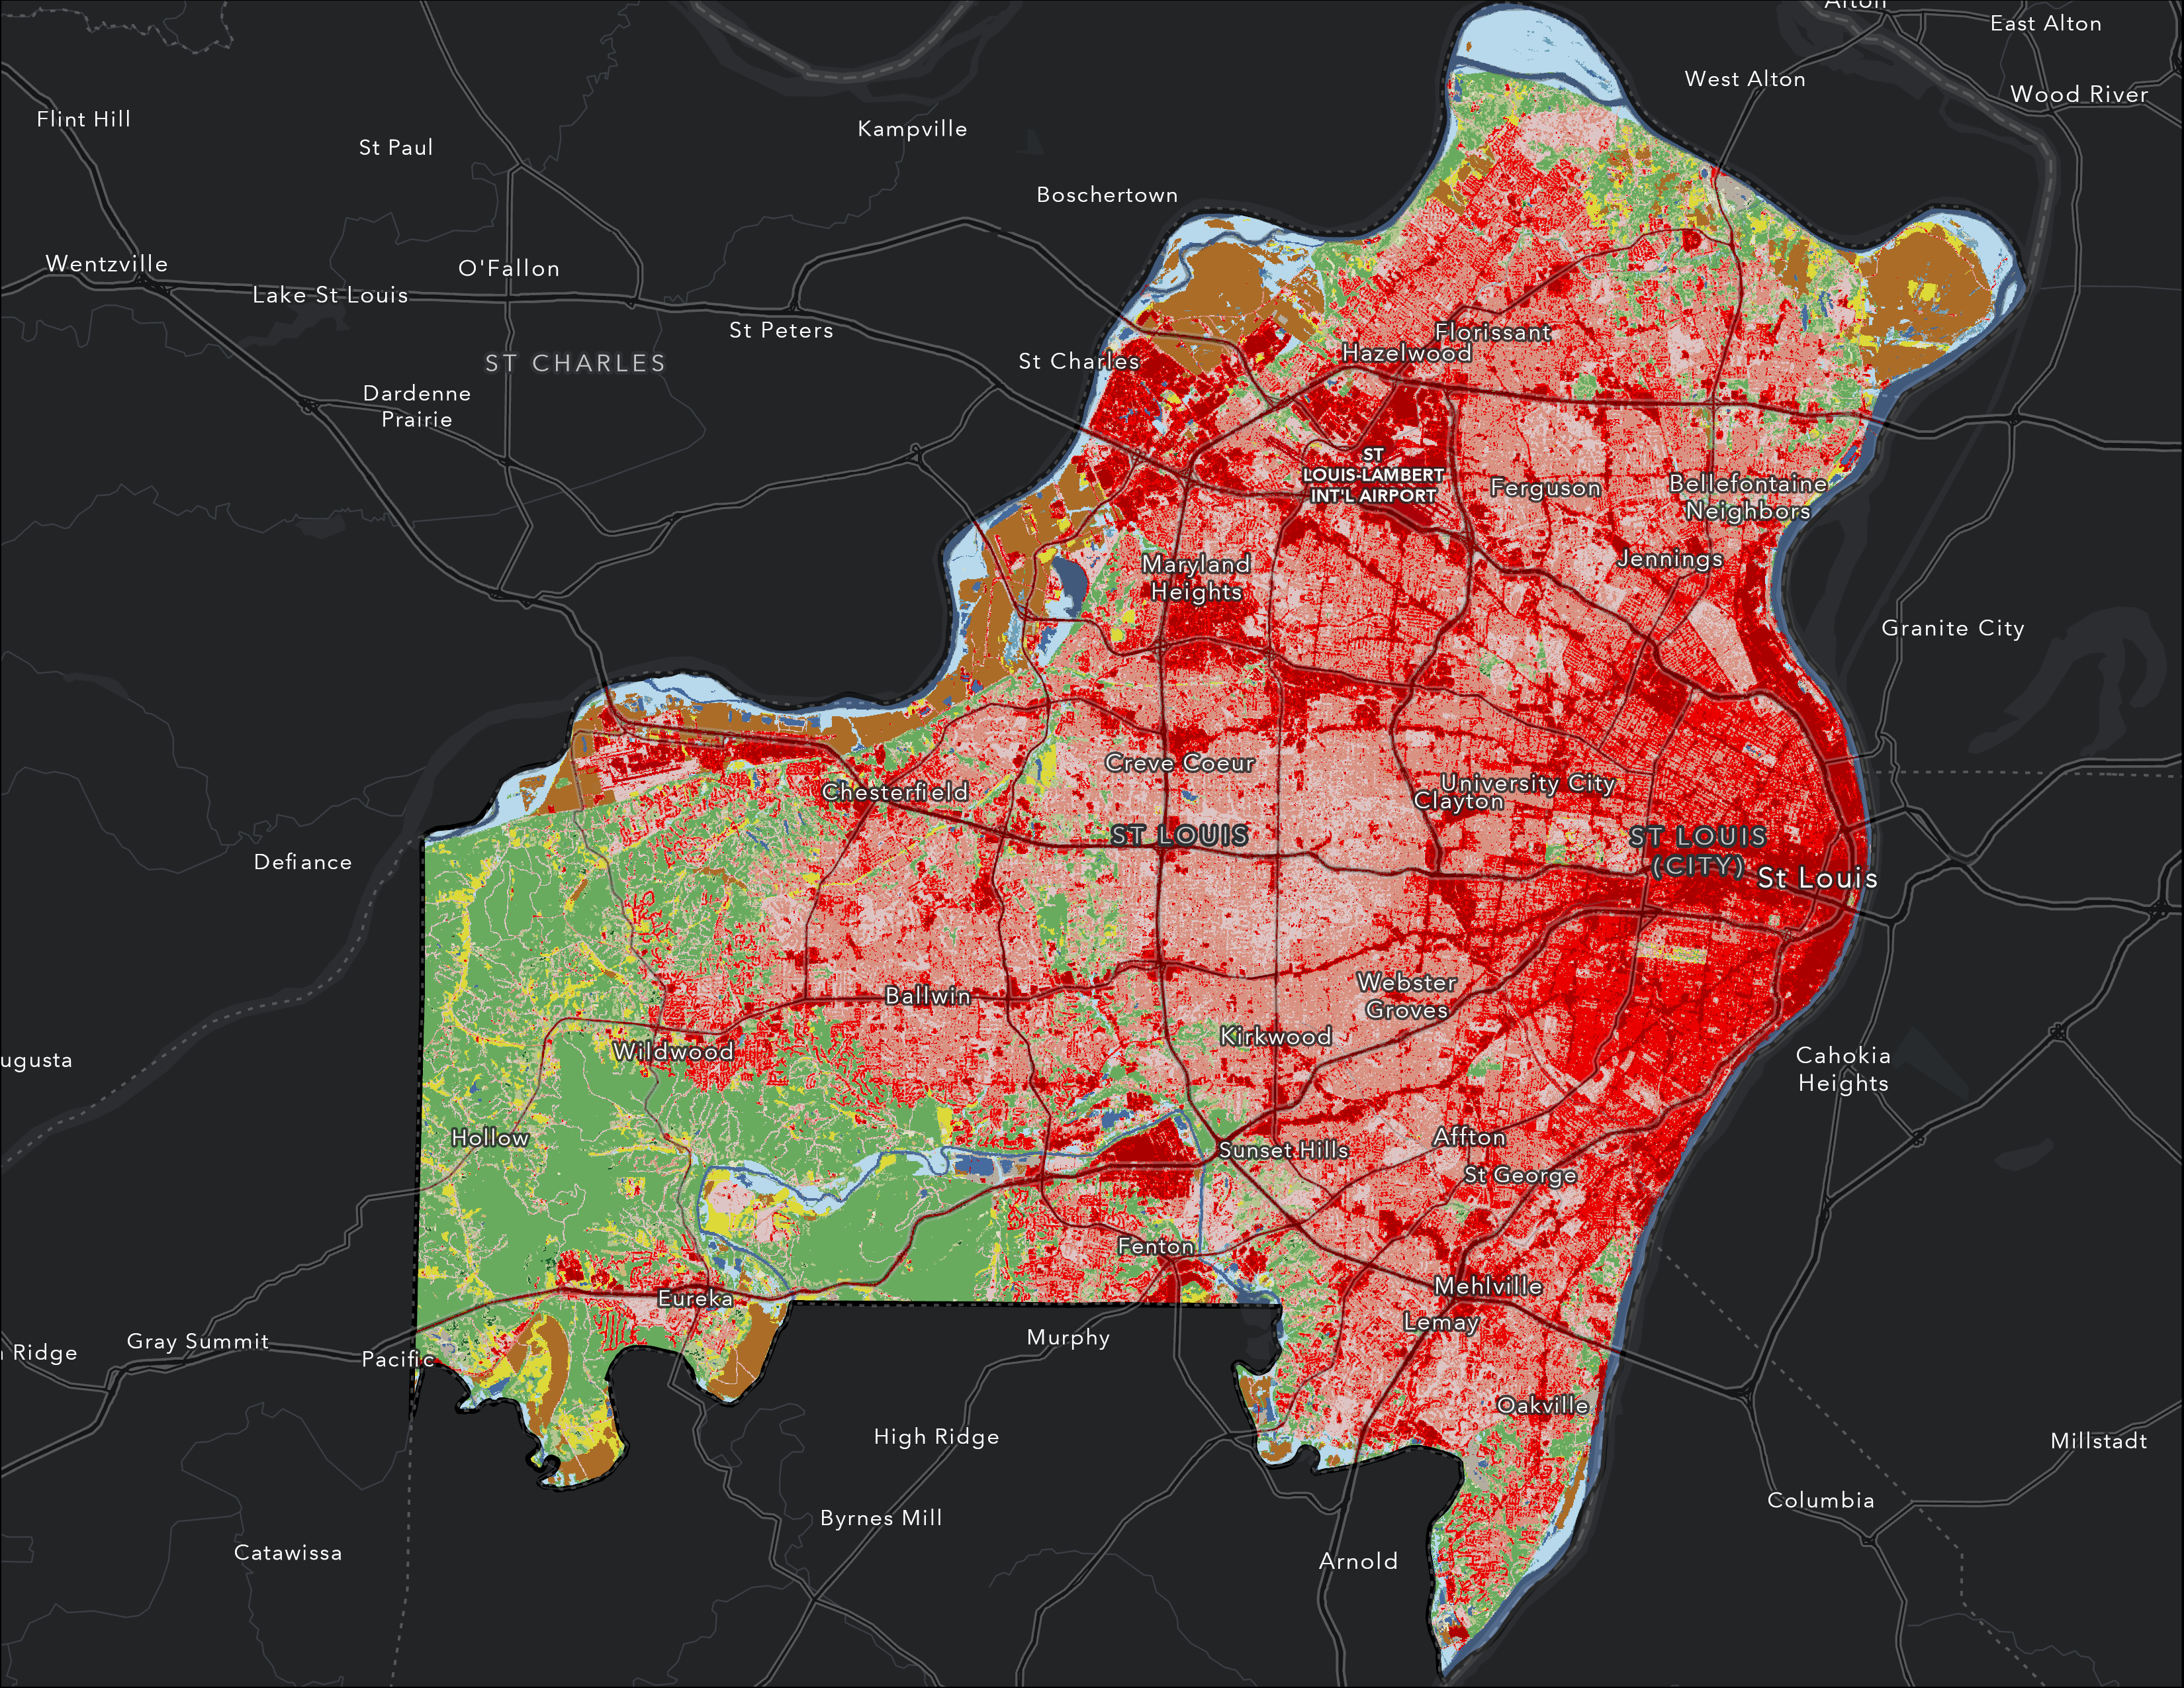 Alton
East Alton
West Alton
Wood River
Flint Hill
Kampville
St Paul
Boschertown
Wentzville
O'Fallon
Lake St Louis
St Peters
Florissant
Hazelwood
St Charles
ST CHARLES
Dardenne
Prairie
ST
LOUIS-LAMBERT
INT'L AIRPORT
Ferguson
Bellefontaine
Neighbors
Jennings
Maryland
Heights
Granite City
Creve Coeur
Chesterfield
University City
Clayton
ST LOUIS
ST LOUIS
(CITY)
St Louis
Defiance
Webster
Groves
Ballwin
Kirkwood
Wildwood
ugusta
Cahokia
Heights
Hollow
Affton
Sunset Hills
St George
Fenton
Mehlville
Eureka
Lemay
Murphy
Gray Summit
Ridge
Pacific
Oakville
High Ridge
Millstadt
Columbia
Byrnes Mill
Catawissa
Arnold